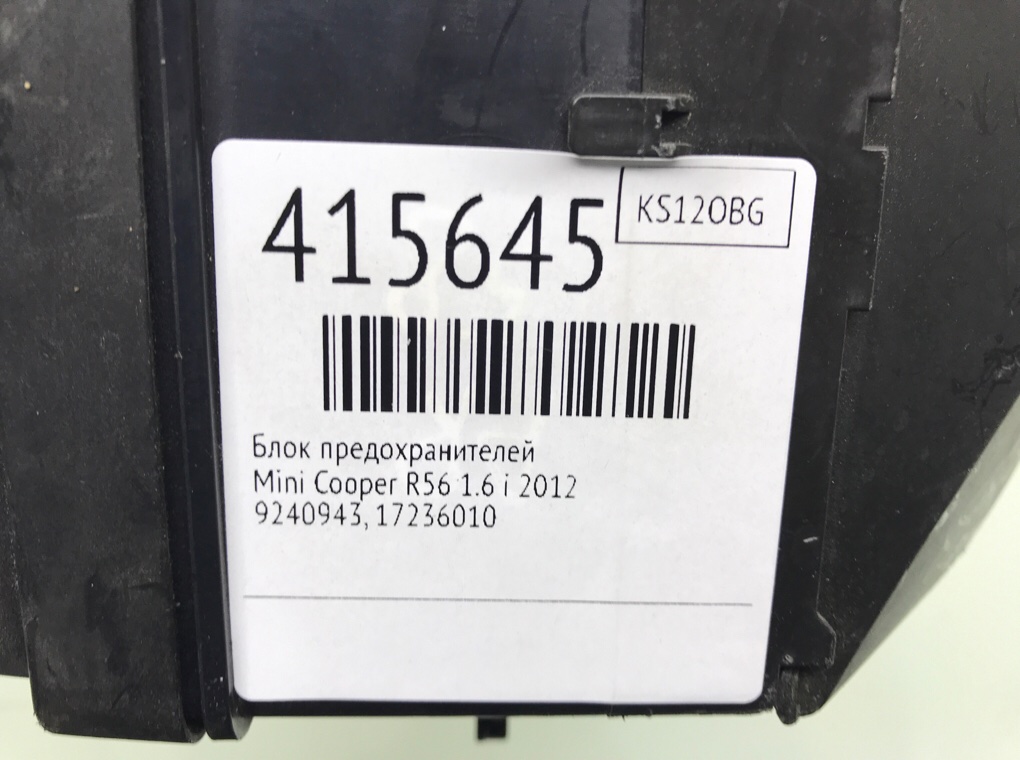 415645
KS120BG
Блок предохранителей
Mini Cooper R56 1.6 i 2012
9240943, 17236010